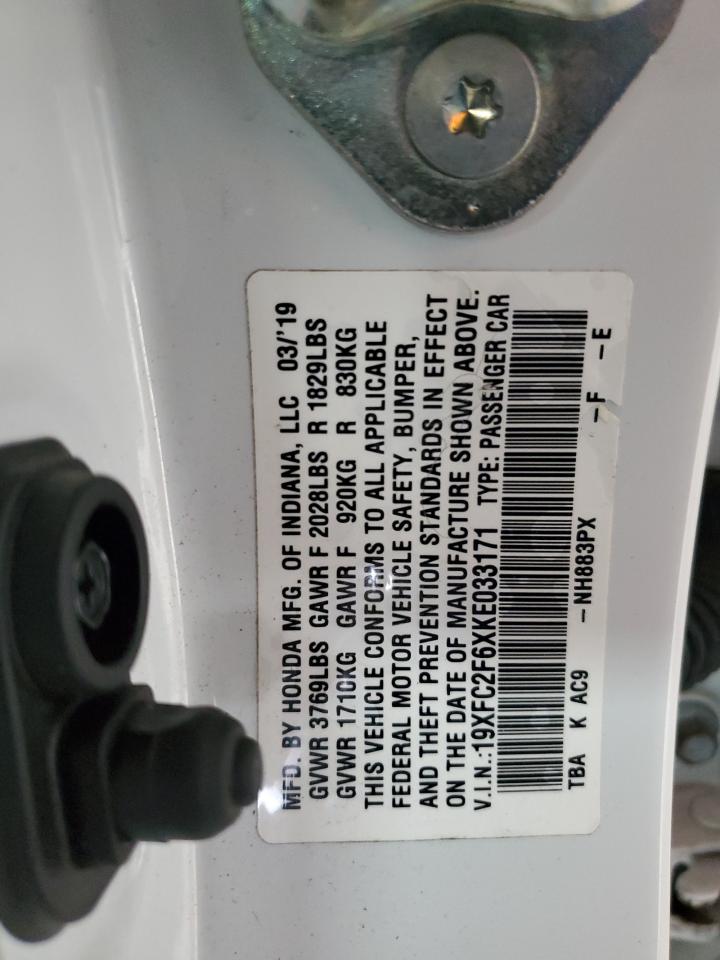 MFD. BY HONDA MFG. OF INDIANA, LLC 03/'19
GVWR 3769LBS GAWR F 2028LBS R 1829LBS
GVWR 1710KG GAWR F 920KG R 830KG
THIS VEHICLE CONFORMS TO ALL APPLICABLE
FEDERAL MOTOR VEHICLE SAFETY, BUMPER,
AND THEFT PREVENTION STANDARDS IN EFFECT
ON THE DATE OF MANUFACTURE SHOWN ABOVE.
V.I.N.:19XFC2F6XKE033171 TYPE: PASSENGER CAR
TBA K AC9 -NH883PX -F -E